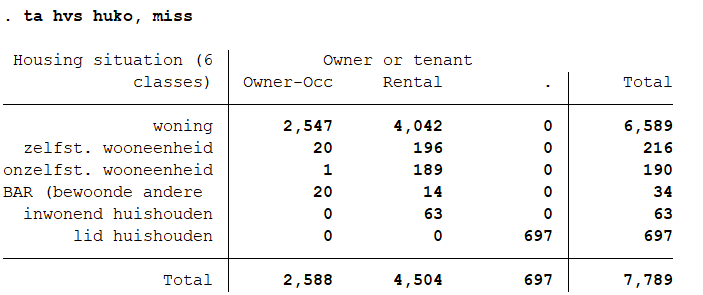 . ta hvs huko, miss
Housing situation (6 Owner or tenant
classes) Owner-Occ Rental . Total
woning 2,547 4,042 0 6,589
zelfst. wooneenheid 20 196 0 216
onzelfst. wooneenheid 1 189 0 190
BAR (bewoonde andere 20 14 0 34
inwonend huishouden 0 63 0 63
lid huishouden 0 0 697 697
Total 2,588 4,504 697 7,789